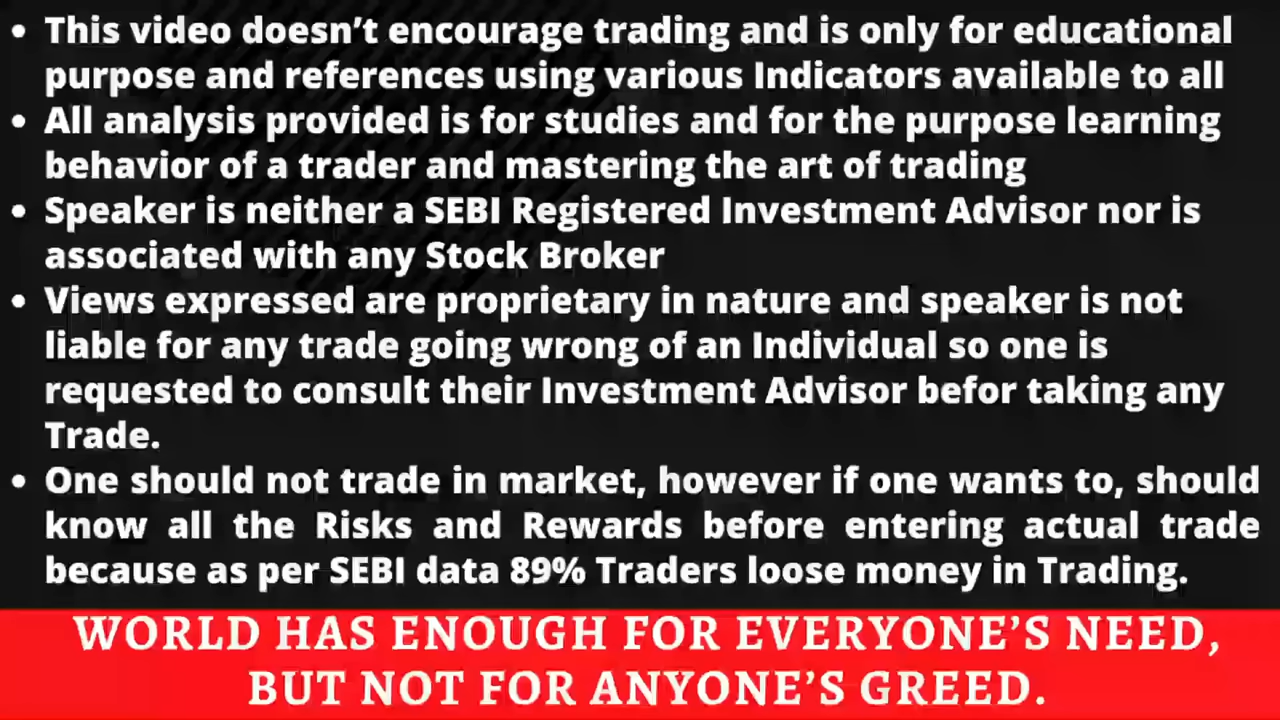 • This video doesn’t encourage trading and is only for educational
purpose and references using various Indicators available to all
• All analysis provided is for studies and for the purpose learning
behavior of a trader and mastering the art of trading
• Speaker is neither a SEBI Registered Investment Advisor nor is
associated with any Stock Broker
• Views expressed are proprietary in nature and speaker is not
liable for any trade going wrong of an Individual so one is
requested to consult their Investment Advisor befor taking any
Trade.
• One should not trade in market, however if one wants to, should
know all the Risks and Rewards before entering actual trade
because as per SEBI data 89% Traders loose money in Trading.
WORLD HAS ENOUGH FOR EVERYONE’S NEED,
BUT NOT FOR ANYONE’S GREED.